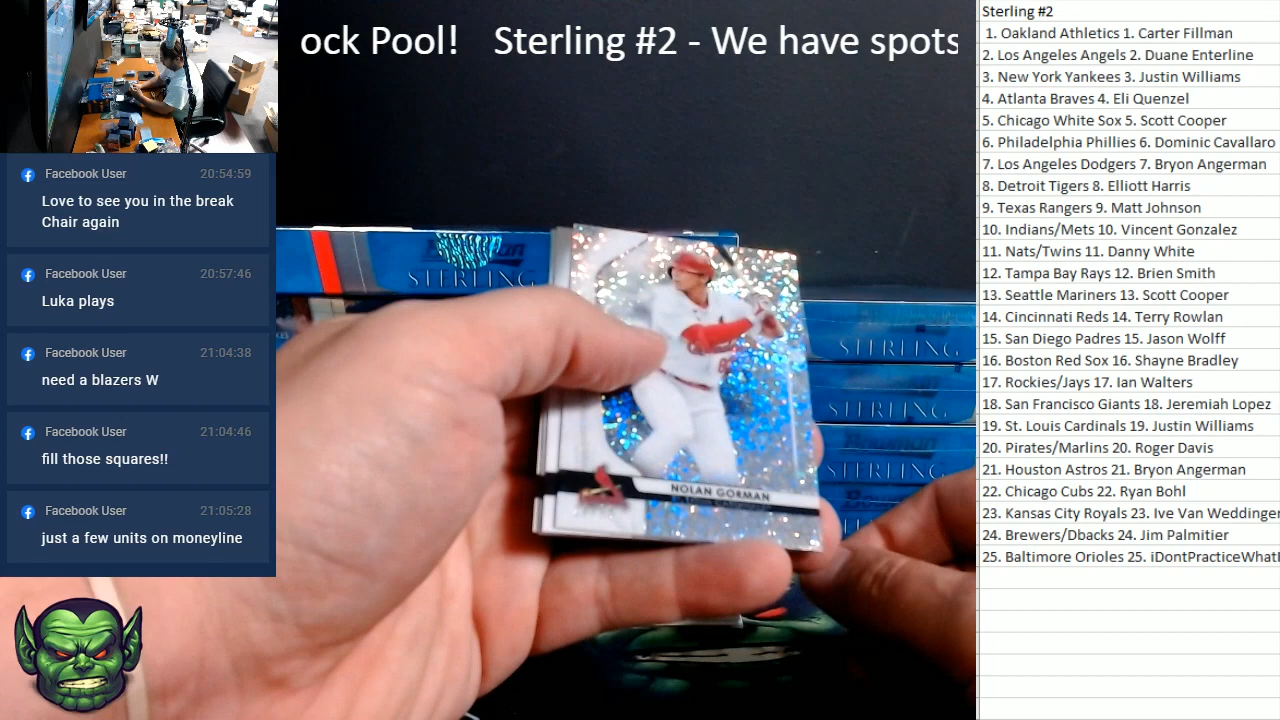 ock Pool! Sterling #2 - We have spots
Facebook User 20:54:59
Love to see you in the break
Chair again
Facebook User 20:57:46
Luka plays
Facebook User 21:04:38
need a blazers W
Facebook User 21:04:46
fill those squares!!
Facebook User 21:05:28
just a few units on moneyline
Bowman
STERLING
STERLING
STERLING
Bowman
STERLING
Bowman
NOLAN GORMAN
Sterling #2
1. Oakland Athletics 1. Carter Fillman
2. Los Angeles Angels 2. Duane Enterline
3. New York Yankees 3. Justin Williams
4. Atlanta Braves 4. Eli Quenzel
5. Chicago White Sox 5. Scott Cooper
6. Philadelphia Phillies 6. Dominic Cavallaro
7. Los Angeles Dodgers 7. Bryon Angerman
8. Detroit Tigers 8. Elliott Harris
9. Texas Rangers 9. Matt Johnson
10. Indians/Mets 10. Vincent Gonzalez
11. Nats/Twins 11. Danny White
12. Tampa Bay Rays 12. Brien Smith
13. Seattle Mariners 13. Scott Cooper
14. Cincinnati Reds 14. Terry Rowlan
15. San Diego Padres 15. Jason Wolff
16. Boston Red Sox 16. Shayne Bradley
17. Rockies/Jays 17. Ian Walters
18. San Francisco Giants 18. Jeremiah Lopez
19. St. Louis Cardinals 19. Justin Williams
20. Pirates/Marlins 20. Roger Davis
21. Houston Astros 21. Bryon Angerman
22. Chicago Cubs 22. Ryan Bohl
23. Kansas City Royals 23. Ive Van Weddinger
24. Brewers/Dbacks 24. Jim Palmitier
25. Baltimore Orioles 25. iDontPracticeWhat